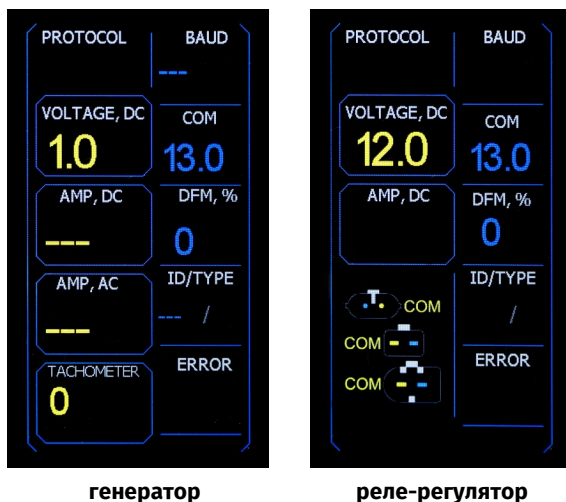 PROTOCOL BAUD
---
VOLTAGE, DC COM
1.0 13.0
AMP, DC DFM, %
--- 0
AMP, AC ID/TYPE
--- --- /
TACHOMETER ERROR
0
генератор
PROTOCOL BAUD
VOLTAGE, DC COM
12.0 13.0
AMP, DC DFM, %
0
ID/TYPE
COM /
COM
ERROR
COM
реле-регулятор